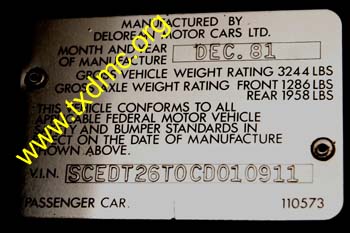 MANUFACTURED BY
DELOREAN MOTOR CARS LTD.
MONTH AND YEAR
OF MANUFACTURE DEC. 81
GROSS VEHICLE WEIGHT RATING 3244 LBS
GROSS AXLE WEIGHT RATING FRONT 1286 LBS
REAR 1958 LBS
THIS VEHICLE CONFORMS TO ALL
APPLICABLE FEDERAL MOTOR VEHICLE
SAFETY AND BUMPER STANDARDS IN
EFFECT ON THE DATE OF MANUFACTURE
SHOWN ABOVE.
V.I.N. SCEDT26T0CD010911
PASSENGER CAR. 110573
www.txdmc.org